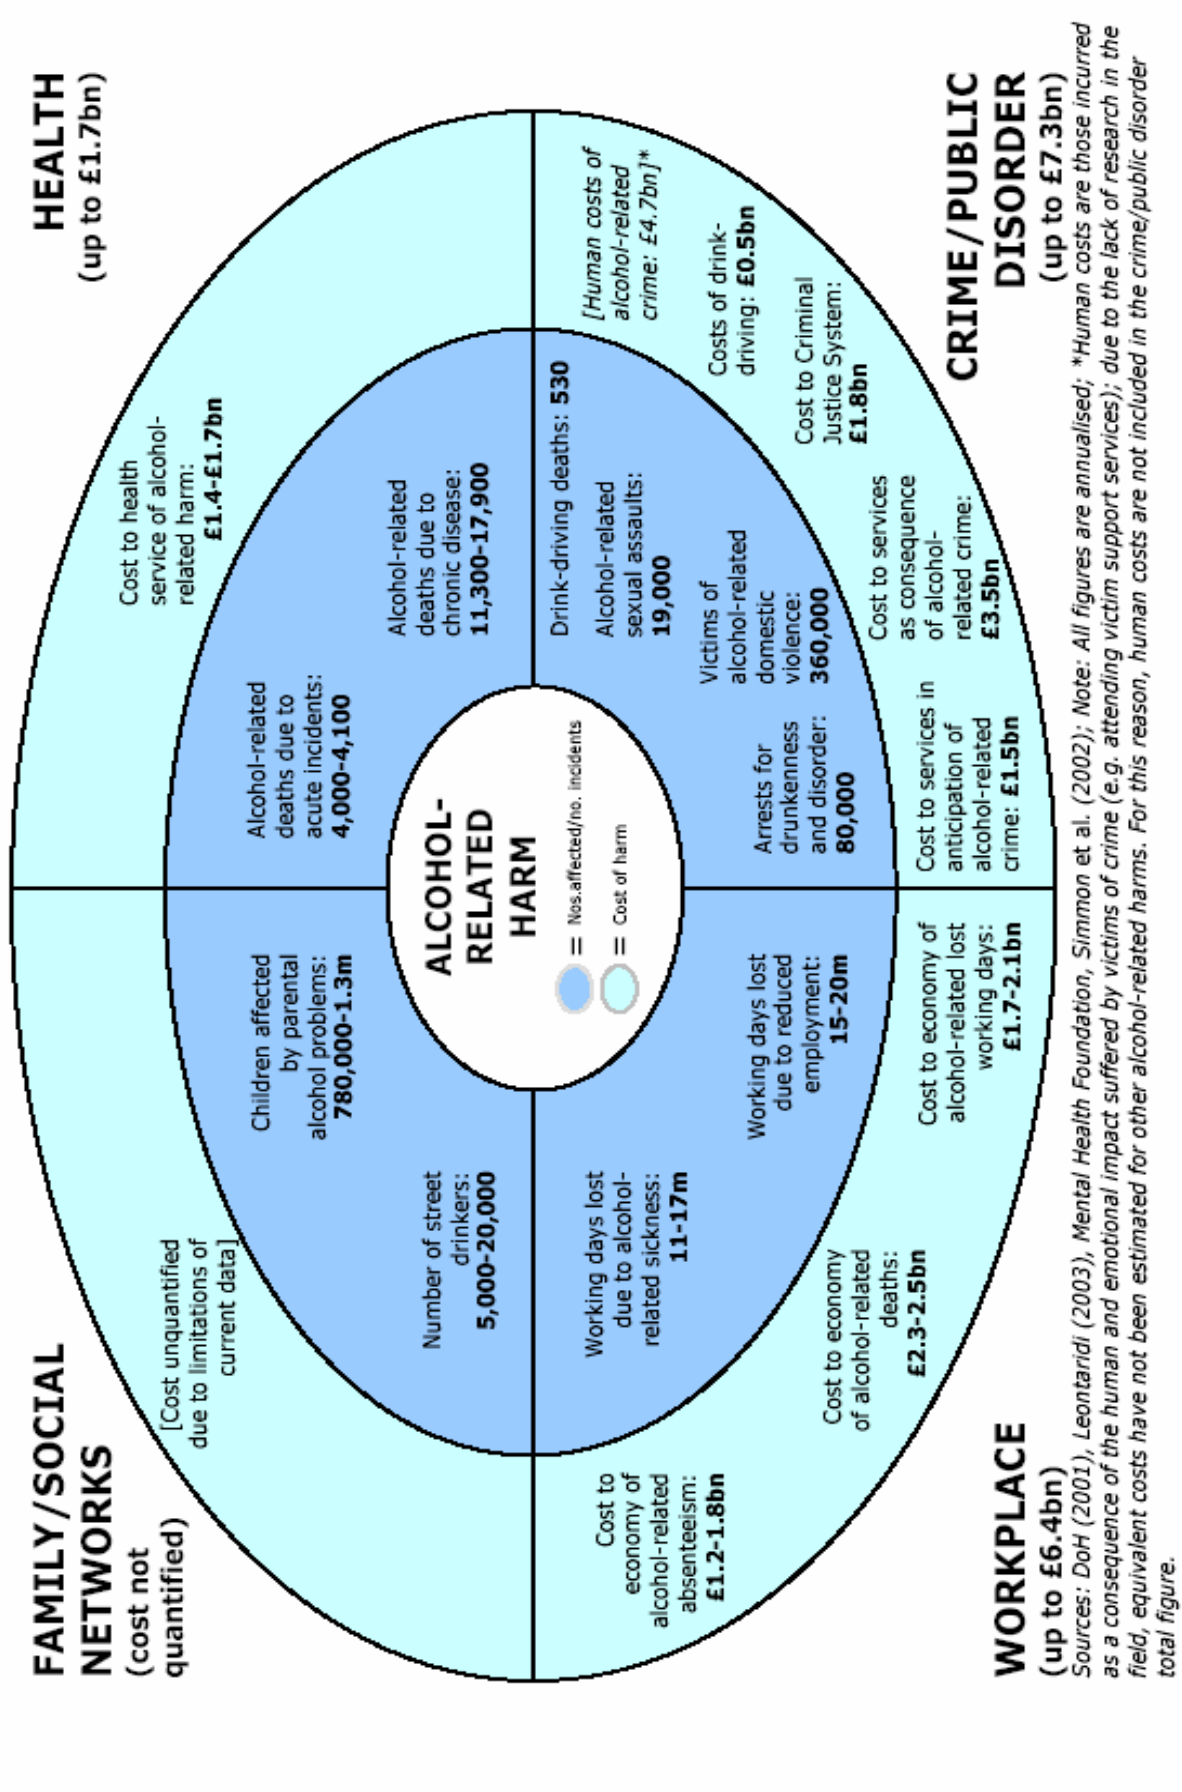 FAMILY/SOCIAL
NETWORKS
(cost not
quantified)
HEALTH
(up to £1.7bn)
[Cost unquantified
due to limitations of
current data]
Cost to health
service of alcohol-
related harm:
£1.4-£1.7bn
Children affected
by parental
alcohol problems:
780,000-1.3m
Alcohol-related
deaths due to
acute incidents:
4,000-4,100
Number of street
drinkers:
5,000-20,000
Alcohol-related
deaths due to
chronic disease:
11,300-17,900
ALCOHOL-
RELATED
HARM
= Nos.affected/no. incidents
= Cost of harm
Cost to
economy of
alcohol-related
absenteeism:
£1.2-1.8bn
Working days lost
due to alcohol-
related sickness:
11-17m
Working days lost
due to reduced
employment:
15-20m
Cost to economy
of alcohol-related
deaths:
£2.3-2.5bn
Cost to economy of
alcohol-related lost
working days:
£1.7-2.1bn
Drink-driving deaths: 530
Alcohol-related
sexual assaults:
19,000
Victims of
alcohol-related
domestic
violence:
360,000
Arrests for
drunkenness
and disorder:
80,000
[Human costs of
alcohol-related
crime: £4.7bn]*
Costs of drink-
driving: £0.5bn
Cost to Criminal
Justice System:
£1.8bn
Cost to services
as consequence
of alcohol-
related crime:
£3.5bn
Cost to services in
anticipation of
alcohol-related
crime: £1.5bn
WORKPLACE
(up to £6.4bn)
CRIME/PUBLIC
DISORDER
(up to £7.3bn)
Sources: DoH (2001), Leontaridi (2003), Mental Health Foundation, Simmon et al. (2002); Note: All figures are annualised; *Human costs are those incurred
as a consequence of the human and emotional impact suffered by victims of crime (e.g. attending victim support services); due to the lack of research in the
field, equivalent costs have not been estimated for other alcohol-related harms. For this reason, human costs are not included in the crime/public disorder
total figure.